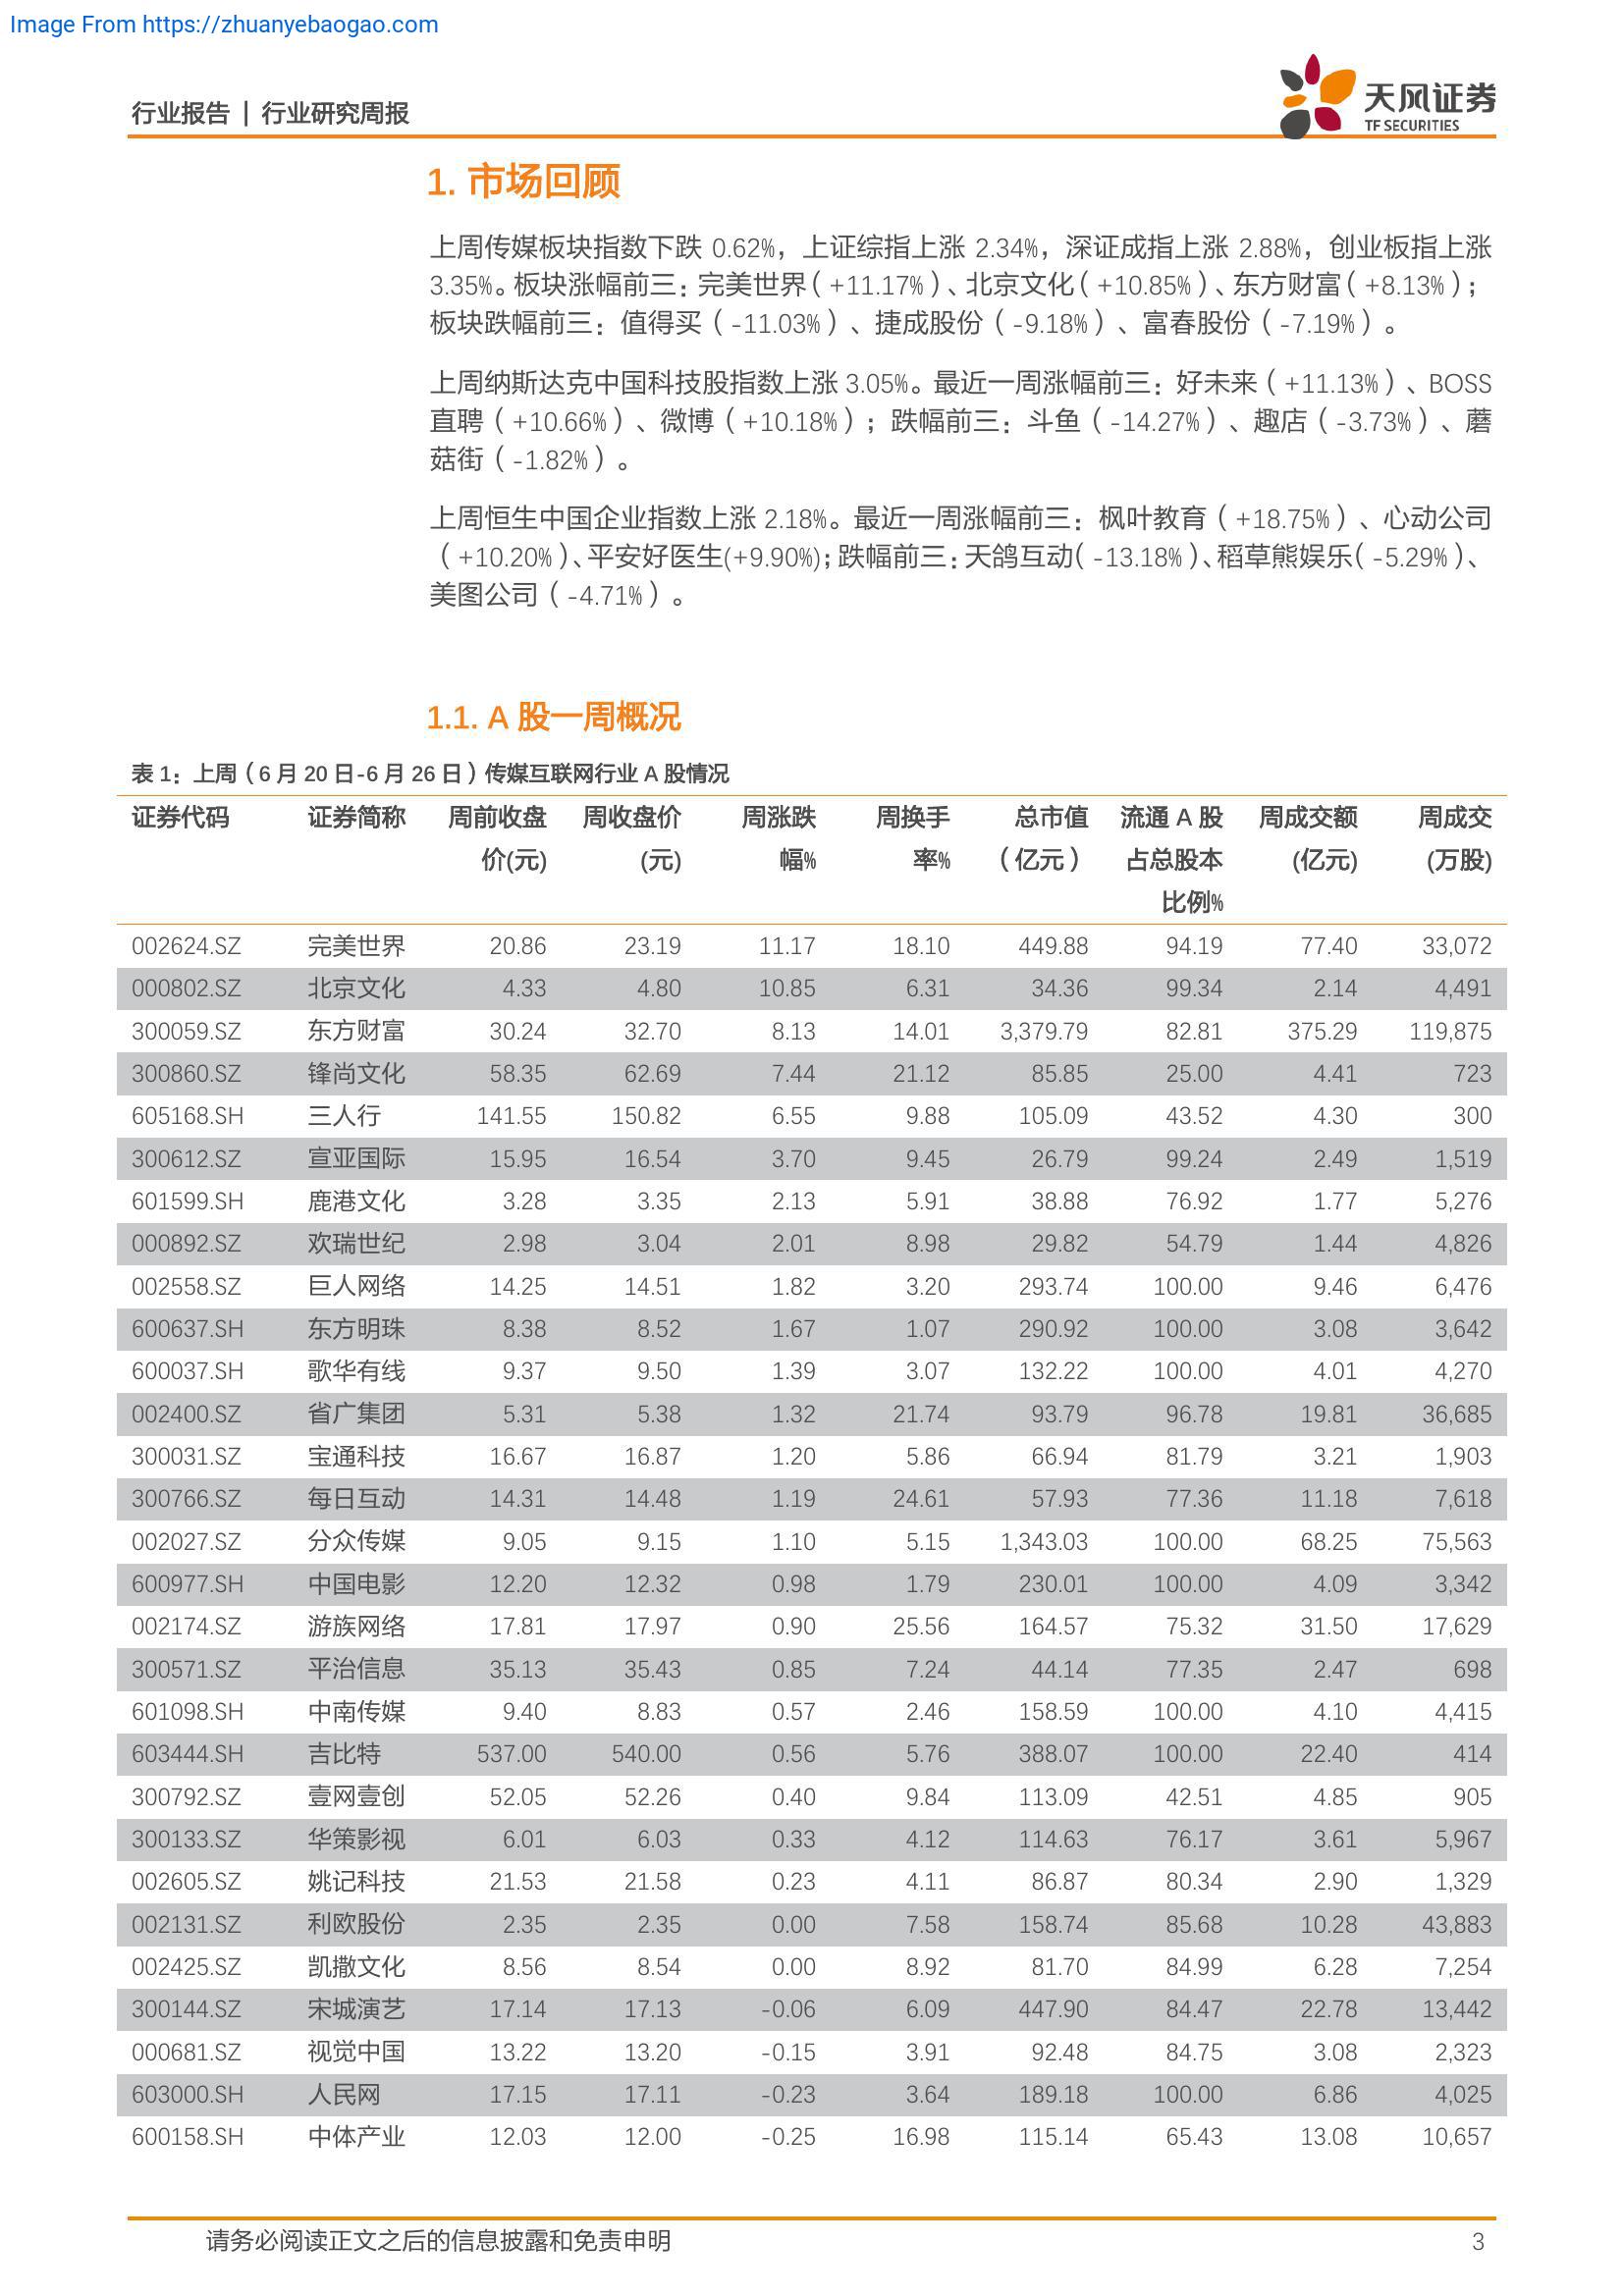 Image From https://zhuanyebaogao.com
行业报告 | 行业研究周报
天风证券
TF SECURITIES
1. 市场回顾
上周传媒板块指数下跌 0.62%，上证综指上涨 2.34%，深证成指上涨 2.88%，创业板指上涨
3.35%。板块涨幅前三：完美世界（+11.17%）、北京文化（+10.85%）、东方财富（+8.13%）；
板块跌幅前三：值得买（-11.03%）、捷成股份（-9.18%）、富春股份（-7.19%）。
上周纳斯达克中国科技股指数上涨 3.05%。最近一周涨幅前三：好未来（+11.13%）、BOSS
直聘（+10.66%）、微博（+10.18%）；跌幅前三：斗鱼（-14.27%）、趣店（-3.73%）、蘑
菇街（-1.82%）。
上周恒生中国企业指数上涨 2.18%。最近一周涨幅前三：枫叶教育（+18.75%）、心动公司
（+10.20%）、平安好医生(+9.90%)；跌幅前三：天鸽互动（-13.18%）、稻草熊娱乐（-5.29%）、
美图公司（-4.71%）。
1.1. A 股一周概况
表 1：上周（6 月 20 日-6 月 26 日）传媒互联网行业 A 股情况
证券代码 证券简称 周前收盘 周收盘价 周涨跌 周换手 总市值 流通 A 股 周成交额 周成交
价(元) (元) 幅% 率% （亿元） 占总股本 (亿元) (万股)
比例%
002624.SZ 完美世界 20.86 23.19 11.17 18.10 449.88 94.19 77.40 33,072
000802.SZ 北京文化 4.33 4.80 10.85 6.31 34.36 99.34 2.14 4,491
300059.SZ 东方财富 30.24 32.70 8.13 14.01 3,379.79 82.81 375.29 119,875
300860.SZ 锋尚文化 58.35 62.69 7.44 21.12 85.85 25.00 4.41 723
605168.SH 三人行 141.55 150.82 6.55 9.88 105.09 43.52 4.30 300
300612.SZ 宣亚国际 15.95 16.54 3.70 9.45 26.79 99.24 2.49 1,519
601599.SH 鹿港文化 3.28 3.35 2.13 5.91 38.88 76.92 1.77 5,276
000892.SZ 欢瑞世纪 2.98 3.04 2.01 8.98 29.82 54.79 1.44 4,826
002558.SZ 巨人网络 14.25 14.51 1.82 3.20 293.74 100.00 9.46 6,476
600637.SH 东方明珠 8.38 8.52 1.67 1.07 290.92 100.00 3.08 3,642
600037.SH 歌华有线 9.37 9.50 1.39 3.07 132.22 100.00 4.01 4,270
002400.SZ 省广集团 5.31 5.38 1.32 21.74 93.79 96.78 19.81 36,685
300031.SZ 宝通科技 16.67 16.87 1.20 5.86 66.94 81.79 3.21 1,903
300766.SZ 每日互动 14.31 14.48 1.19 24.61 57.93 77.36 11.18 7,618
002027.SZ 分众传媒 9.05 9.15 1.10 5.15 1,343.03 100.00 68.25 75,563
600977.SH 中国电影 12.20 12.32 0.98 1.79 230.01 100.00 4.09 3,342
002174.SZ 游族网络 17.81 17.97 0.90 25.56 164.57 75.32 31.50 17,629
300571.SZ 平治信息 35.13 35.43 0.85 7.24 44.14 77.35 2.47 698
601098.SH 中南传媒 9.40 8.83 0.57 2.46 158.59 100.00 4.10 4,415
603444.SH 吉比特 537.00 540.00 0.56 5.76 388.07 100.00 22.40 414
300792.SZ 壹网壹创 52.05 52.26 0.40 9.84 113.09 42.51 4.85 905
300133.SZ 华策影视 6.01 6.03 0.33 4.12 114.63 76.17 3.61 5,967
002605.SZ 姚记科技 21.53 21.58 0.23 4.11 86.87 80.34 2.90 1,329
002131.SZ 利欧股份 2.35 2.35 0.00 7.58 158.74 85.68 10.28 43,883
002425.SZ 凯撒文化 8.56 8.54 0.00 8.92 81.70 84.99 6.28 7,254
300144.SZ 宋城演艺 17.14 17.13 -0.06 6.09 447.90 84.47 22.78 13,442
000681.SZ 视觉中国 13.22 13.20 -0.15 3.91 92.48 84.75 3.08 2,323
603000.SH 人民网 17.15 17.11 -0.23 3.64 189.18 100.00 6.86 4,025
600158.SH 中体产业 12.03 12.00 -0.25 16.98 115.14 65.43 13.08 10,657
请务必阅读正文之后的信息披露和免责申明 3